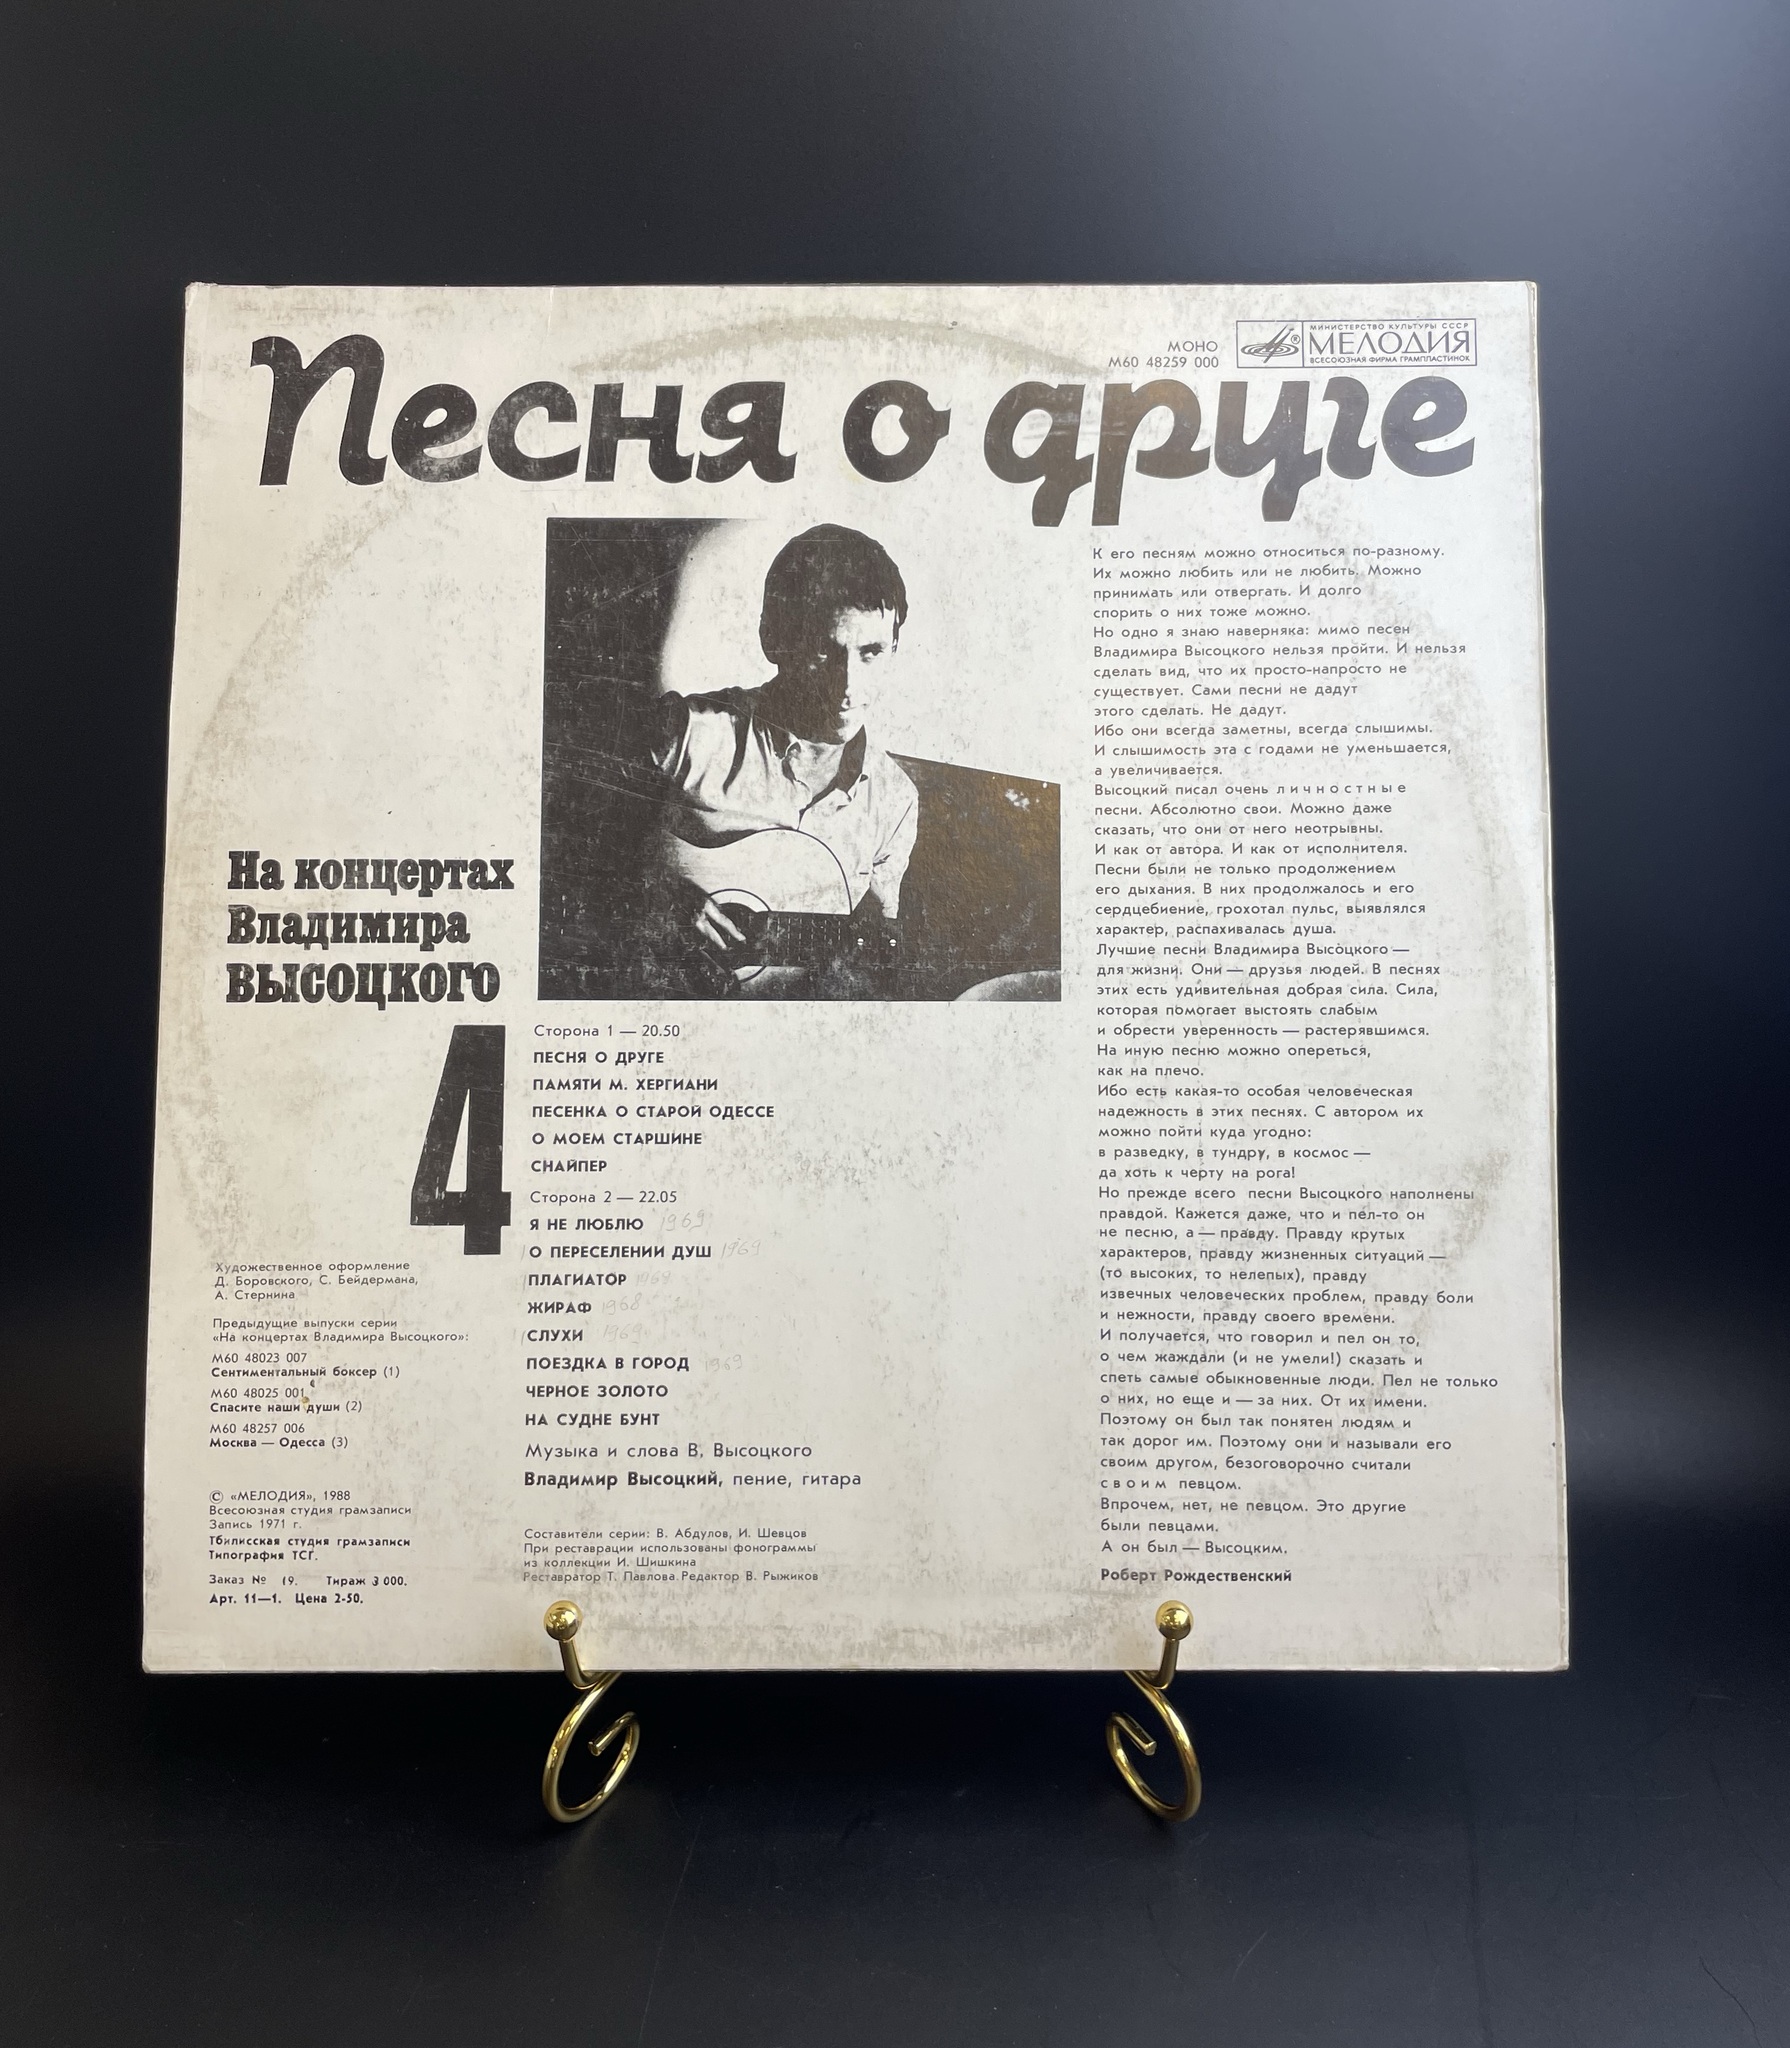 МОНО
М60 48259 000
МИНИСТЕРСТВО КУЛЬТУРЫ СССР
МЕЛОДИЯ
ВСЕСОЮЗНАЯ ФИРМА ГРАМПЛАСТИНОК
Песня о друге
На концертах
Владимира
Высоцкого
4
Художественное оформление
Д. Боровского, С. Бейдермана,
А. Стернина
Предыдущие выпуски серии
«На концертах Владимира Высоцкого»:
М60 48023 007
Сентиментальный боксер (1)
М60 48025 001
Спасите наши души (2)
М60 48257 006
Москва — Одесса (3)
© «МЕЛОДИЯ», 1988
Всесоюзная студия грамзаписи
Запись 1971 г.
Тбилисская студия грамзаписи
Типография ТСГ.
Заказ № 19. Тираж 3 000.
Арт. 11—1. Цена 2-50.
Сторона 1 — 20.50
ПЕСНЯ О ДРУГЕ
ПАМЯТИ М. ХЕРГИАНИ
ПЕСЕНКА О СТАРОЙ ОДЕССЕ
О МОЕМ СТАРШИНЕ
СНАЙПЕР
Сторона 2 — 22.05
Я НЕ ЛЮБЛЮ 1969
О ПЕРЕСЕЛЕНИИ ДУШ 1969
ПЛАГИАТОР 1969
ЖИРАФ 1968
СЛУХИ 1969
ПОЕЗДКА В ГОРОД 1969
ЧЕРНОЕ ЗОЛОТО
НА СУДНЕ БУНТ
Музыка и слова В. Высоцкого
Владимир Высоцкий, пение, гитара
Составители серии: В. Абдулов, И. Шевцов
При реставрации использованы фонограммы
из коллекции И. Шишкина
Реставратор Т. Павлова. Редактор В. Рыжиков
К его песням можно относиться по-разному.
Их можно любить или не любить. Можно
принимать или отвергать. И долго
спорить о них тоже можно.
Но одно я знаю наверняка: мимо песен
Владимира Высоцкого нельзя пройти. И нельзя
сделать вид, что их просто-напросто не
существует. Сами песни не дадут
этого сделать. Не дадут.
Ибо они всегда заметны, всегда слышимы.
И слышимость эта с годами не уменьшается,
а увеличивается.
Высоцкий писал очень личностные
песни. Абсолютно свои. Можно даже
сказать, что они от него неотрывны.
И как от автора. И как от исполнителя.
Песни были не только продолжением
его дыхания. В них продолжалось и его
сердцебиение, грохотал пульс, выявлялся
характер, распахивалась душа.
Лучшие песни Владимира Высоцкого —
для жизни. Они — друзья людей. В песнях
этих есть удивительная добрая сила. Сила,
которая помогает выстоять слабым
и обрести уверенность — растерявшимся.
На иную песню можно опереться,
как на плечо.
Ибо есть какая-то особая человеческая
надежность в этих песнях. С автором их
можно пойти куда угодно:
в разведку, в тундру, в космос —
да хоть к черту на рога!
Но прежде всего песни Высоцкого наполнены
правдой. Кажется даже, что и пел-то он
не песню, а — правду. Правду крутых
характеров, правду жизненных ситуаций —
(то высоких, то нелепых), правду
извечных человеческих проблем, правду боли
и нежности, правду своего времени.
И получается, что говорил и пел он то,
о чем жаждали (и не умели!) сказать и
спеть самые обыкновенные люди. Пел не только
о них, но еще и — за них. От их имени.
Поэтому он был так понятен людям и
так дорог им. Поэтому они и называли его
своим другом, безоговорочно считали
своим певцом.
Впрочем, нет, не певцом. Это другие
были певцами.
А он был — Высоцким.
Роберт Рождественский